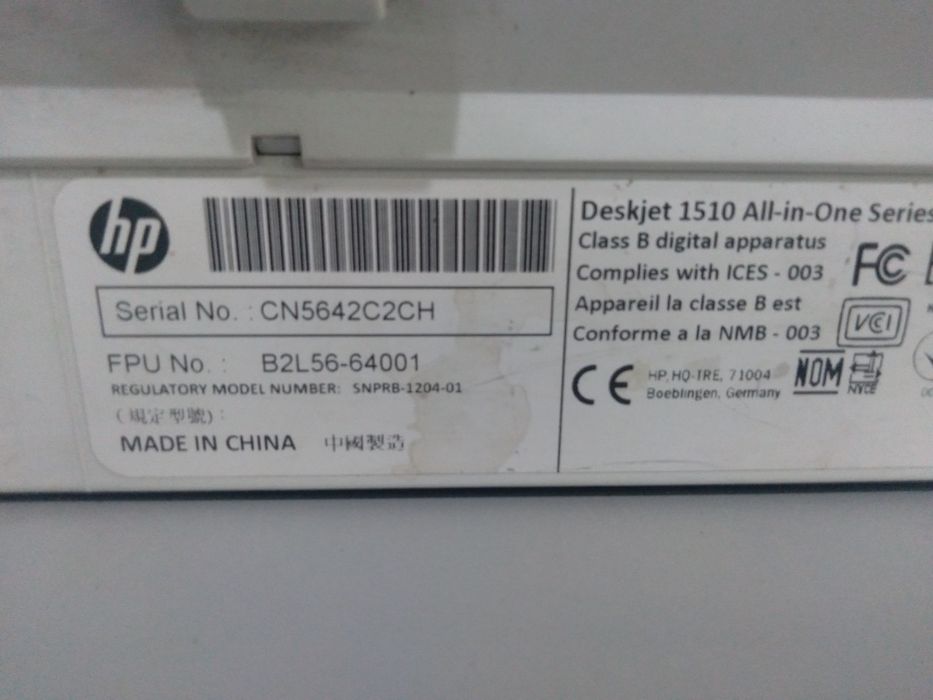 hp
Serial No. : CN5642C2CH
FPU No. : B2L56-64001
REGULATORY MODEL NUMBER: SNPRB-1204-01
(規定型號):
MADE IN CHINA 中國製造
Deskjet 1510 All-in-One Series
Class B digital apparatus
Complies with ICES - 003
Appareil la classe B est
Conforme a la NMB - 003
FC
VCCI
CE
HP, HQ-TRE, 71004
Boeblingen, Germany
NOM
NYCE